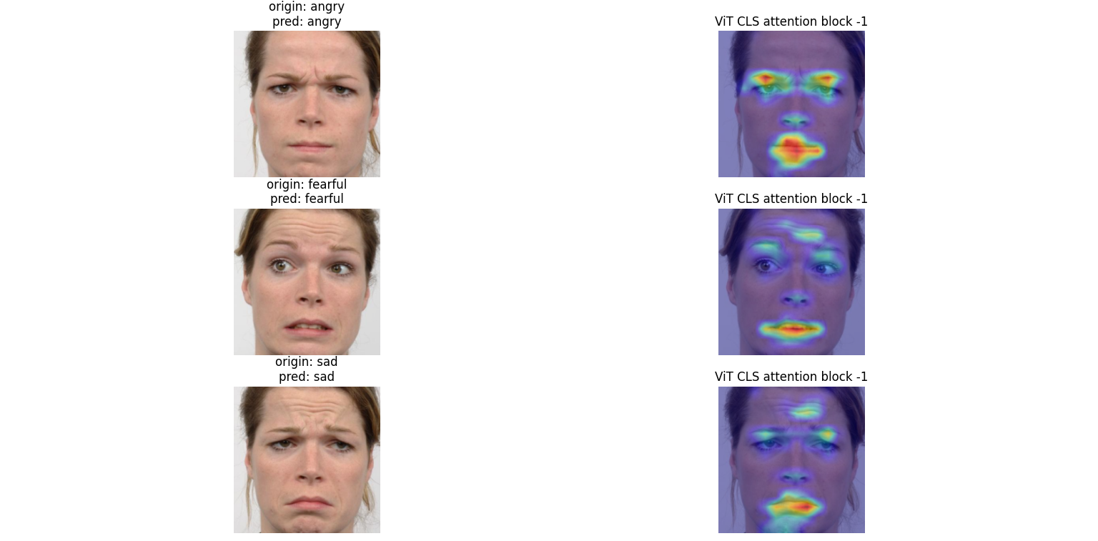 origin: angry
pred: angry
ViT CLS attention block -1
origin: fearful
pred: fearful
ViT CLS attention block -1
origin: sad
pred: sad
ViT CLS attention block -1